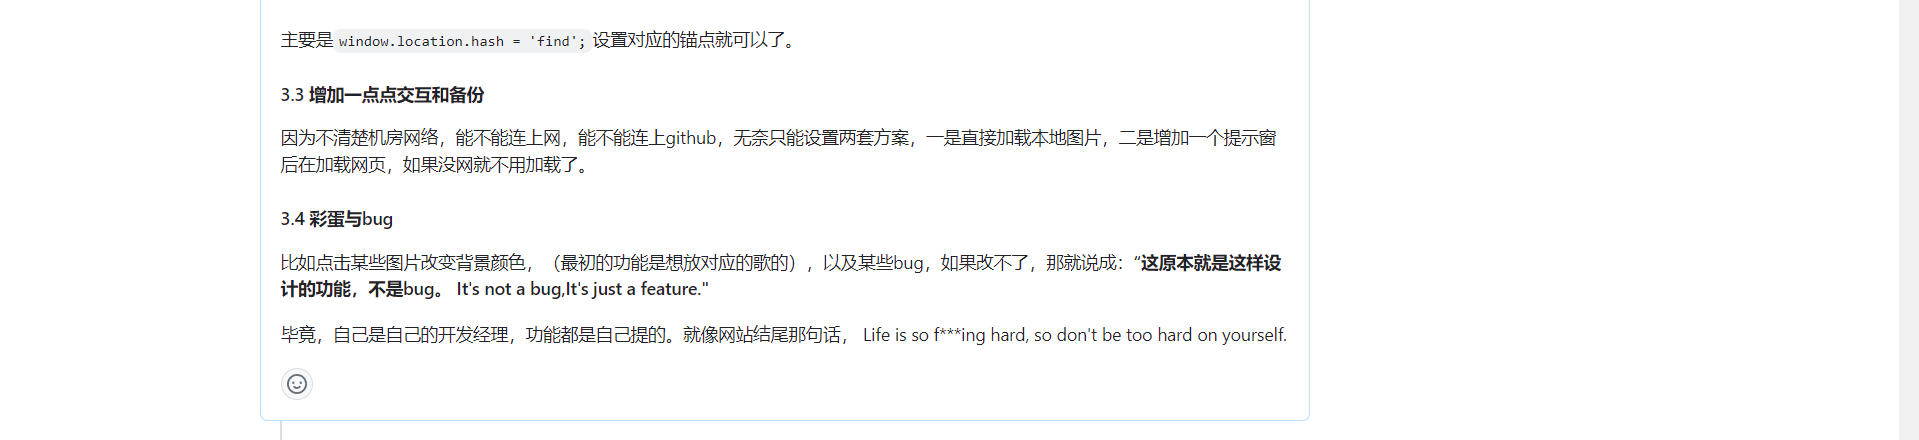 主要是 window.location.hash = 'find'; 设置对应的锚点就可以了。
3.3 增加一点点交互和备份
因为不清楚机房网络，能不能连上网，能不能连上github，无奈只能设置两套方案，一是直接加载本地图片，二是增加一个提示窗
后在加载网页，如果没网就不用加载了。
3.4 彩蛋与bug
比如点击某些图片改变背景颜色，（最初的功能是想放对应的歌的），以及某些bug，如果改不了，那就说成：“这原本就是这样设
计的功能，不是bug。 It's not a bug,It's just a feature."
毕竟，自己是自己的开发经理，功能都是自己提的。就像网站结尾那句话， Life is so f***ing hard, so don't be too hard on yourself.